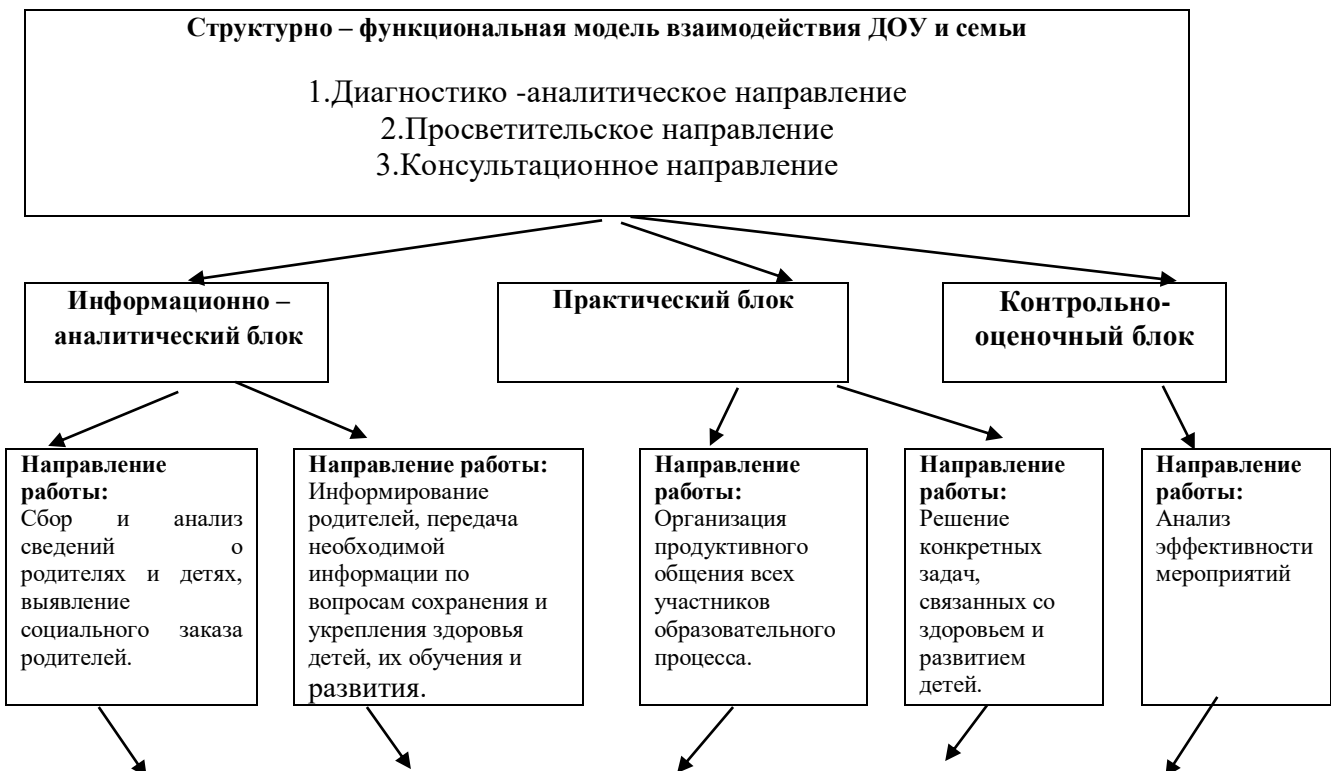 Структурно – функциональная модель взаимодействия ДОУ и семьи
1.Диагностико -аналитическое направление
2.Просветительское направление
3.Консультационное направление
Информационно –
аналитический блок
Практический блок
Контрольно-
оценочный блок
Направление
работы:
Сбор и анализ
сведений о
родителях и детях,
выявление
социального заказа
родителей.
Направление работы:
Информирование
родителей, передача
необходимой
информации по
вопросам сохранения и
укрепления здоровья
детей, их обучения и
развития.
Направление
работы:
Организация
продуктивного
общения всех
участников
образовательного
процесса.
Направление
работы:
Решение
конкретных
задач,
связанных со
здоровьем и
развитием
детей.
Направление
работы:
Анализ
эффективности
мероприятий